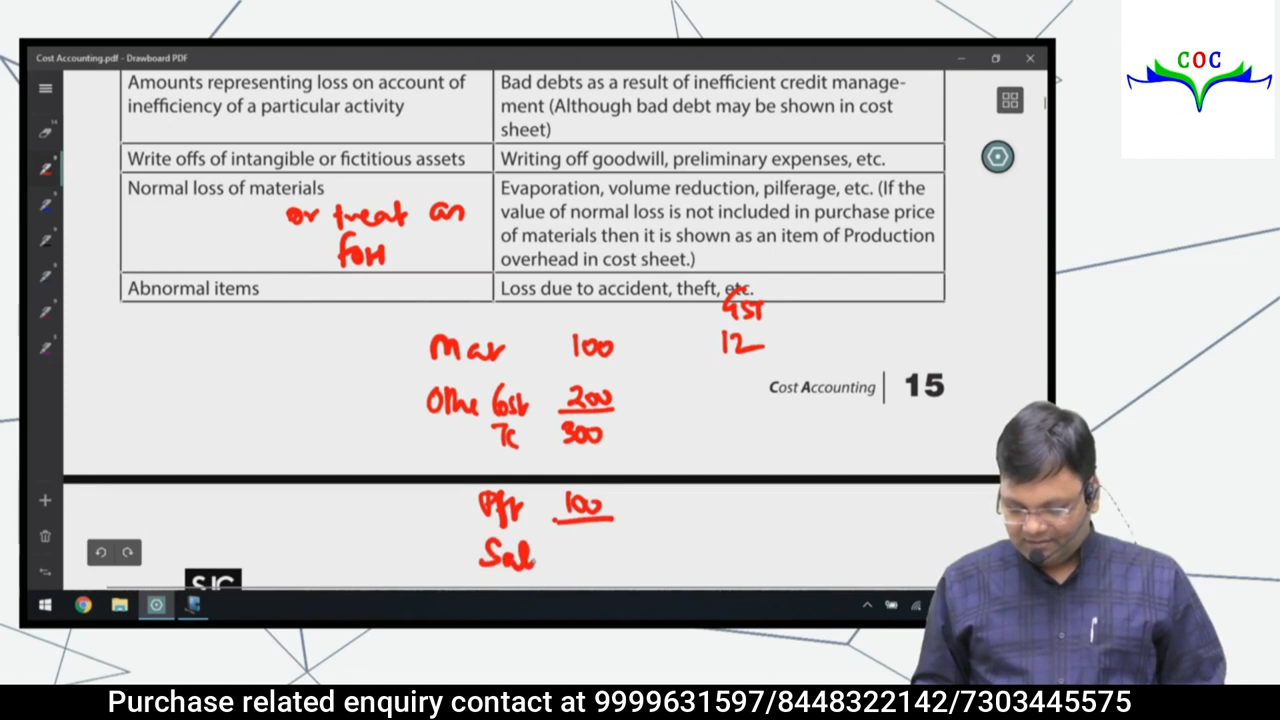 COC
Cost Accounting.pdf - Drawboard PDF
Amounts representing loss on account of
inefficiency of a particular activity
Bad debts as a result of inefficient credit manage-
ment (Although bad debt may be shown in cost
sheet)
Write offs of intangible or fictitious assets
Writing off goodwill, preliminary expenses, etc.
Normal loss of materials
or treat as
FOH
Evaporation, volume reduction, pilferage, etc. (If the
value of normal loss is not included in purchase price
of materials then it is shown as an item of Production
overhead in cost sheet.)
Abnormal items
Loss due to accident, theft, etc.
GST
Mat 100 12
Othe Cost 200
TC 300
Cost Accounting 15
Pft 100
Sal
SJC
Purchase related enquiry contact at 9999631597/8448322142/7303445575